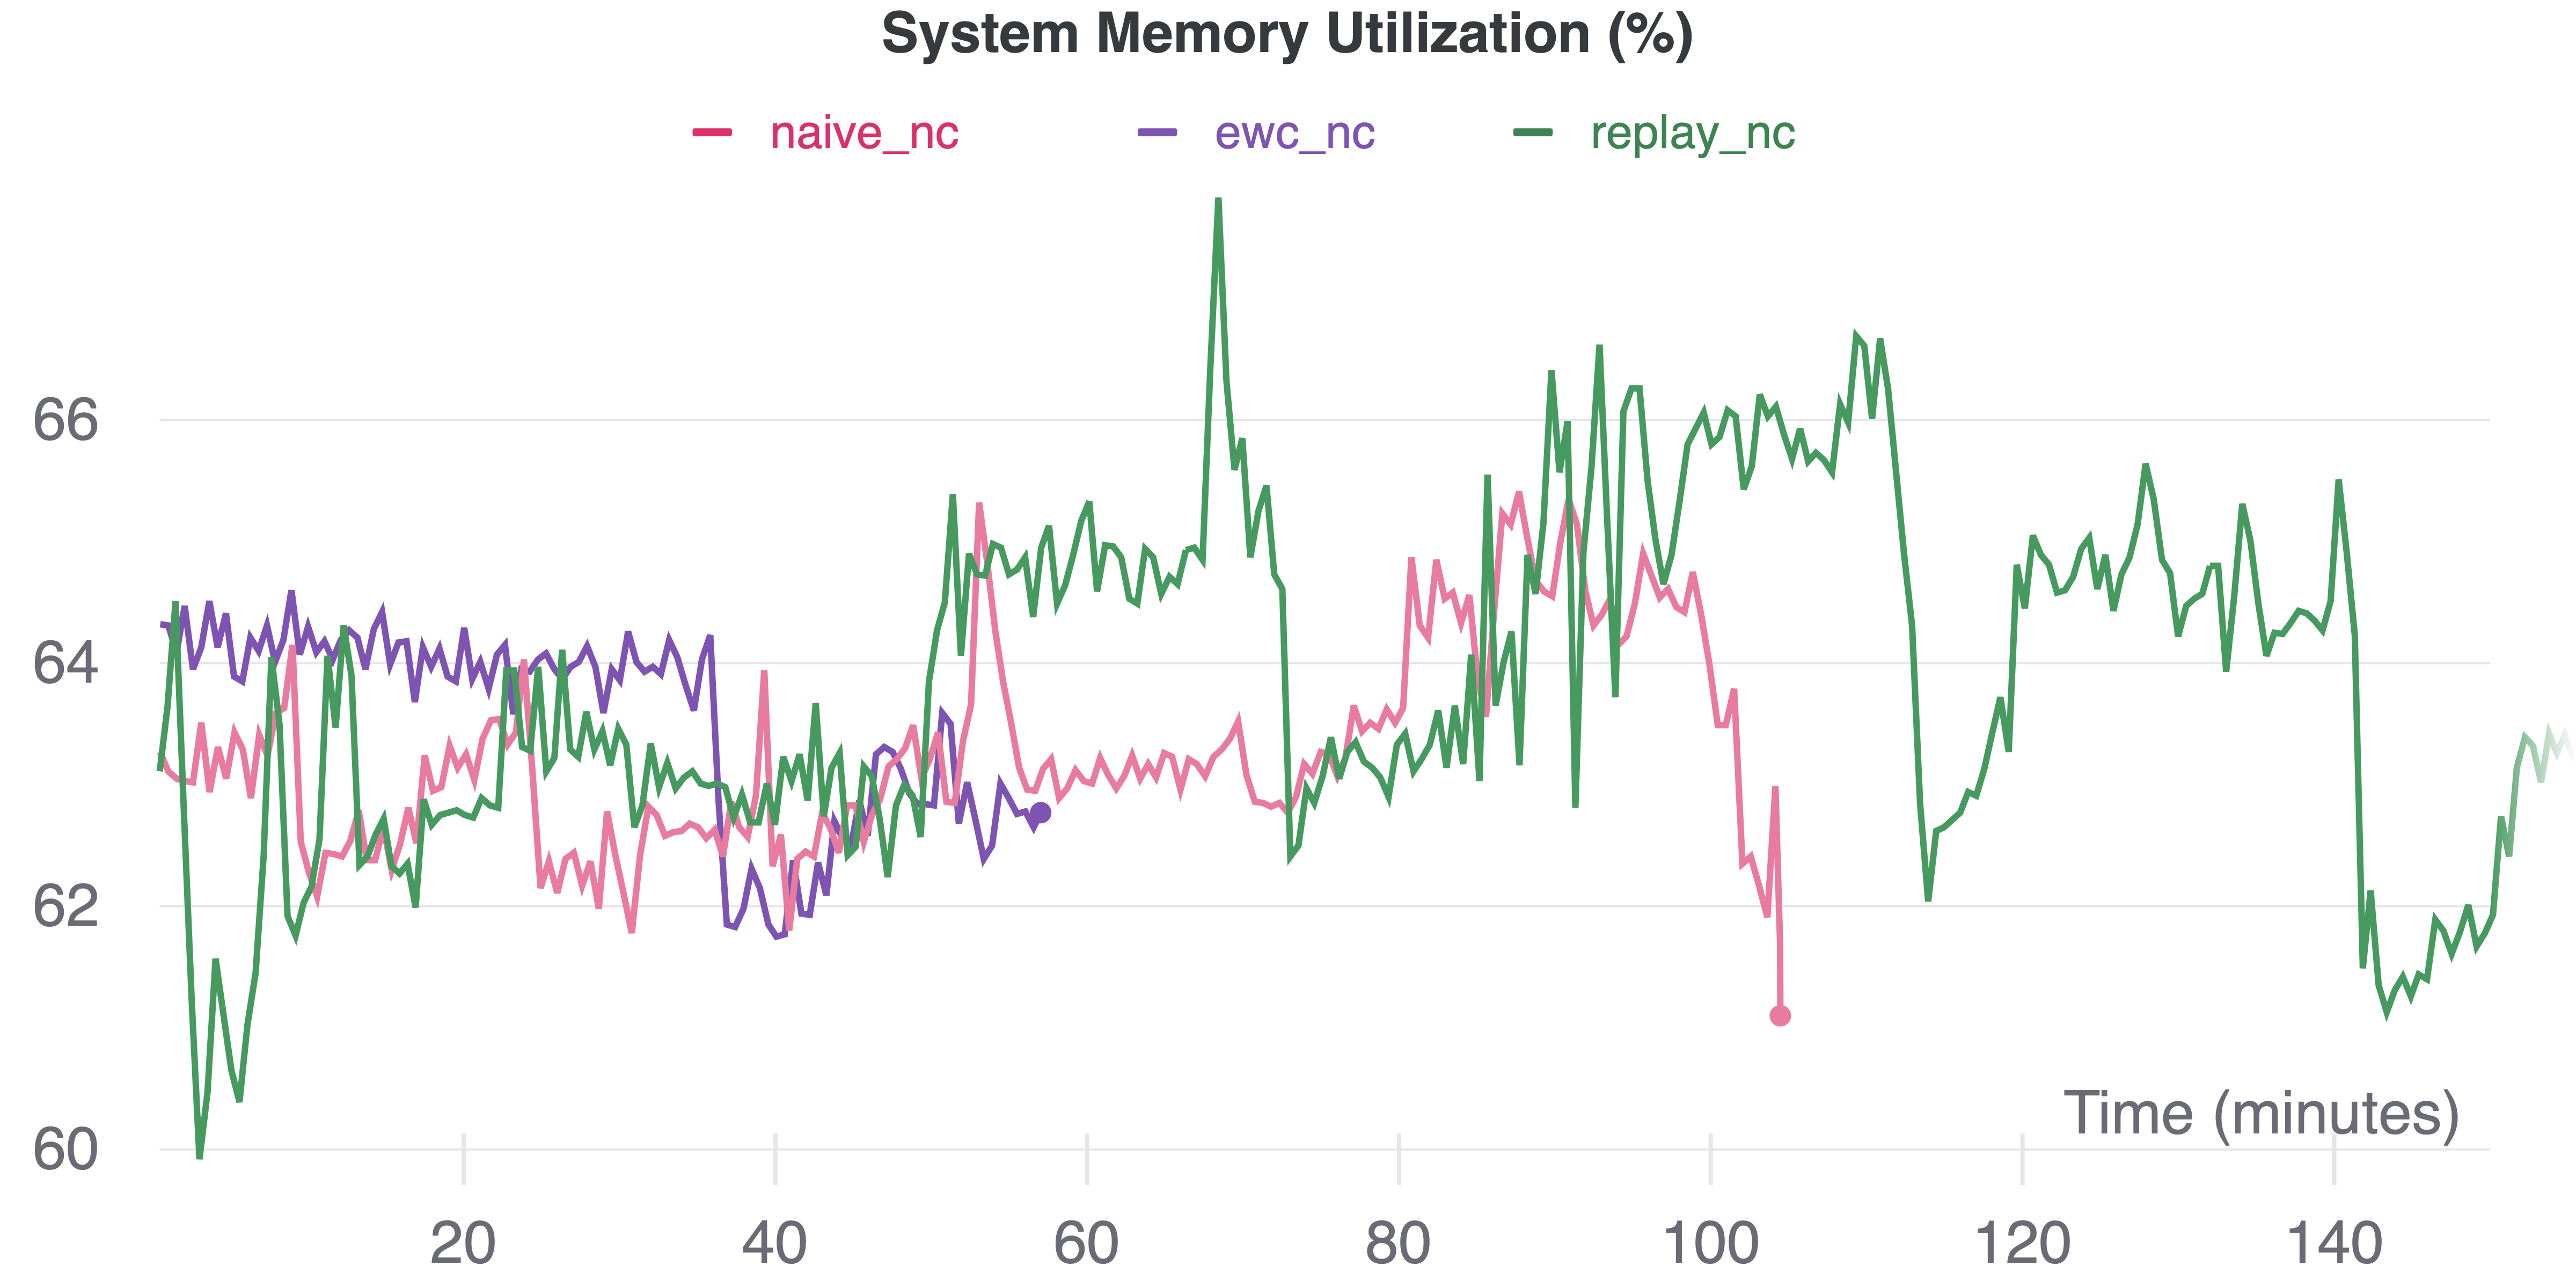 System Memory Utilization (%)
naive_nc ewc_nc replay_nc
66
64
62
60
Time (minutes)
20 40 60 80 100 120 140